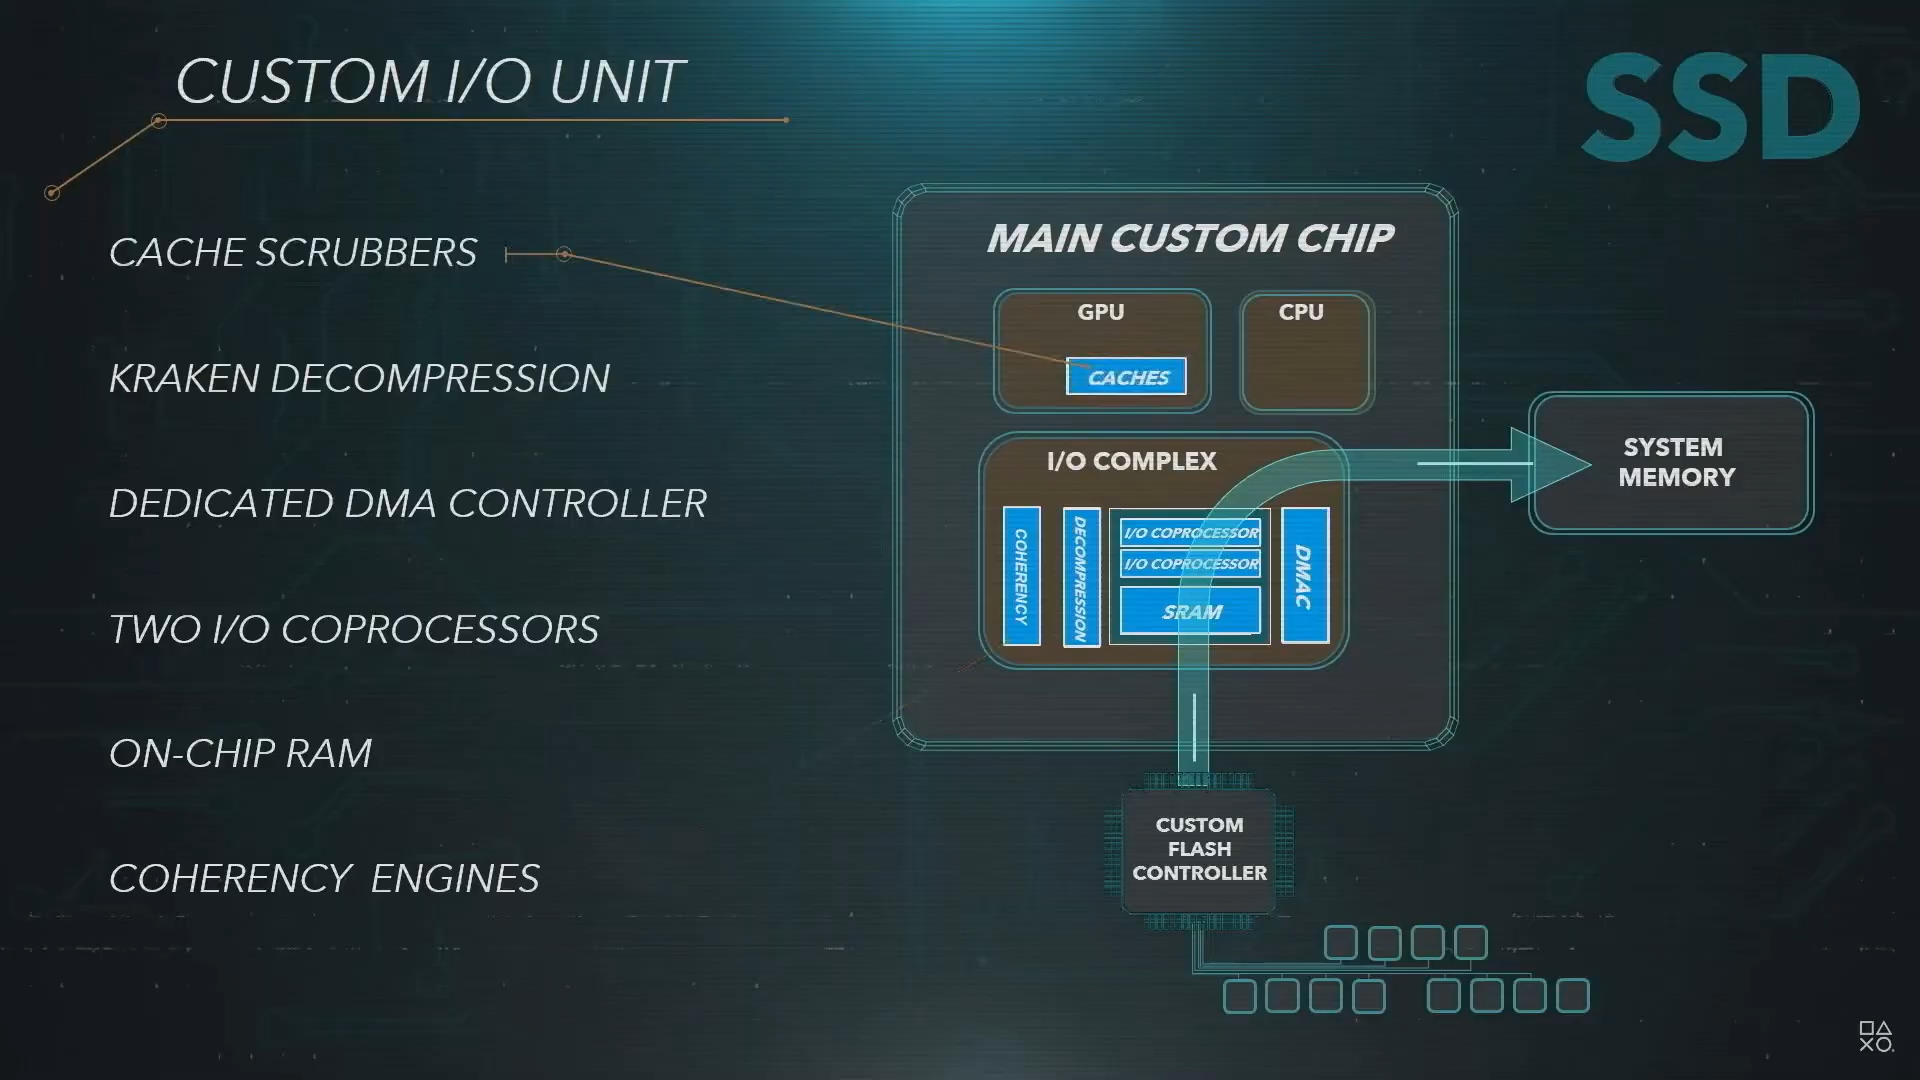 CUSTOM I/O UNIT
SSD
CACHE SCRUBBERS
KRAKEN DECOMPRESSION
DEDICATED DMA CONTROLLER
TWO I/O COPROCESSORS
ON-CHIP RAM
COHERENCY ENGINES
MAIN CUSTOM CHIP
GPU
CACHES
CPU
I/O COMPLEX
COHERENCY
DECOMPRESSION
I/O COPROCESSOR
I/O COPROCESSOR
SRAM
DMAC
SYSTEM
MEMORY
CUSTOM
FLASH
CONTROLLER